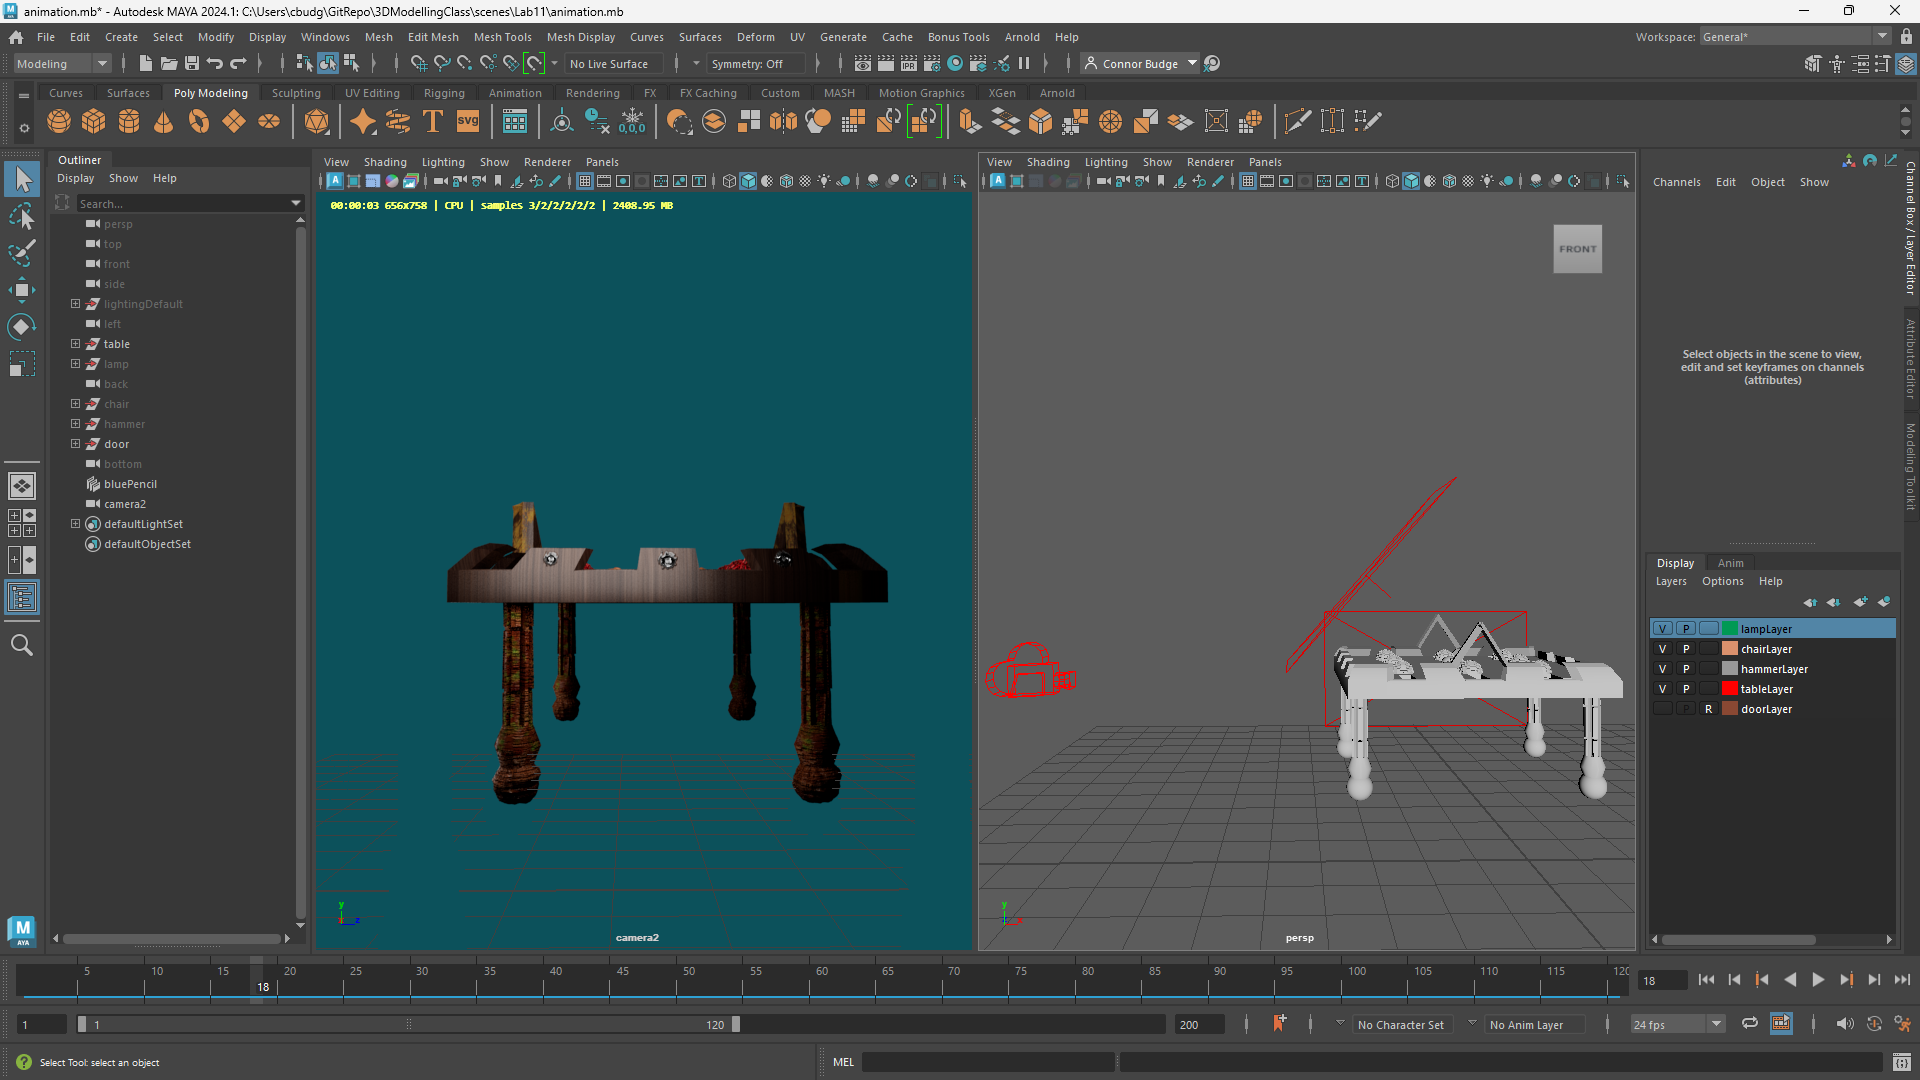 animation.mb* - Autodesk MAYA 2024.1: C:\Users\cbudg\GitRepo\3DModellingClass\scenes\Lab11\animation.mb
File Edit Create Select Modify Display Windows Mesh Edit Mesh Mesh Tools Mesh Display Curves Surfaces Deform UV Generate Cache Bonus Tools Arnold Help
Workspace: General*
Modeling
No Live Surface
Symmetry: Off
Connor Budge
Curves Surfaces Poly Modeling Sculpting UV Editing Rigging Animation Rendering FX FX Caching Custom MASH Motion Graphics XGen Arnold
T
svg
0,0,0
Outliner
Display Show Help
Search...
persp
top
front
side
lightingDefault
left
table
lamp
back
chair
hammer
door
bottom
bluePencil
camera2
defaultLightSet
defaultObjectSet
M
AYA
View Shading Lighting Show Renderer Panels
00:00:03 656x758 | CPU | samples 3/2/2/2/2/2 | 2408.95 MB
y
z
camera2
View Shading Lighting Show Renderer Panels
FRONT
y
x
persp
Channels Edit Object Show
Select objects in the scene to view,
edit and set keyframes on channels
(attributes)
Channel Box / Layer Editor
Attribute Editor
Modeling Toolkit
Display Anim
Layers Options Help
V P lampLayer
V P chairLayer
V P hammerLayer
V P tableLayer
P R doorLayer
5 10 15 20 25 30 35 40 45 50 55 60 65 70 75 80 85 90 95 100 105 110 115 120
18
18
1
1
120
200
No Character Set
No Anim Layer
24 fps
Select Tool: select an object
MEL